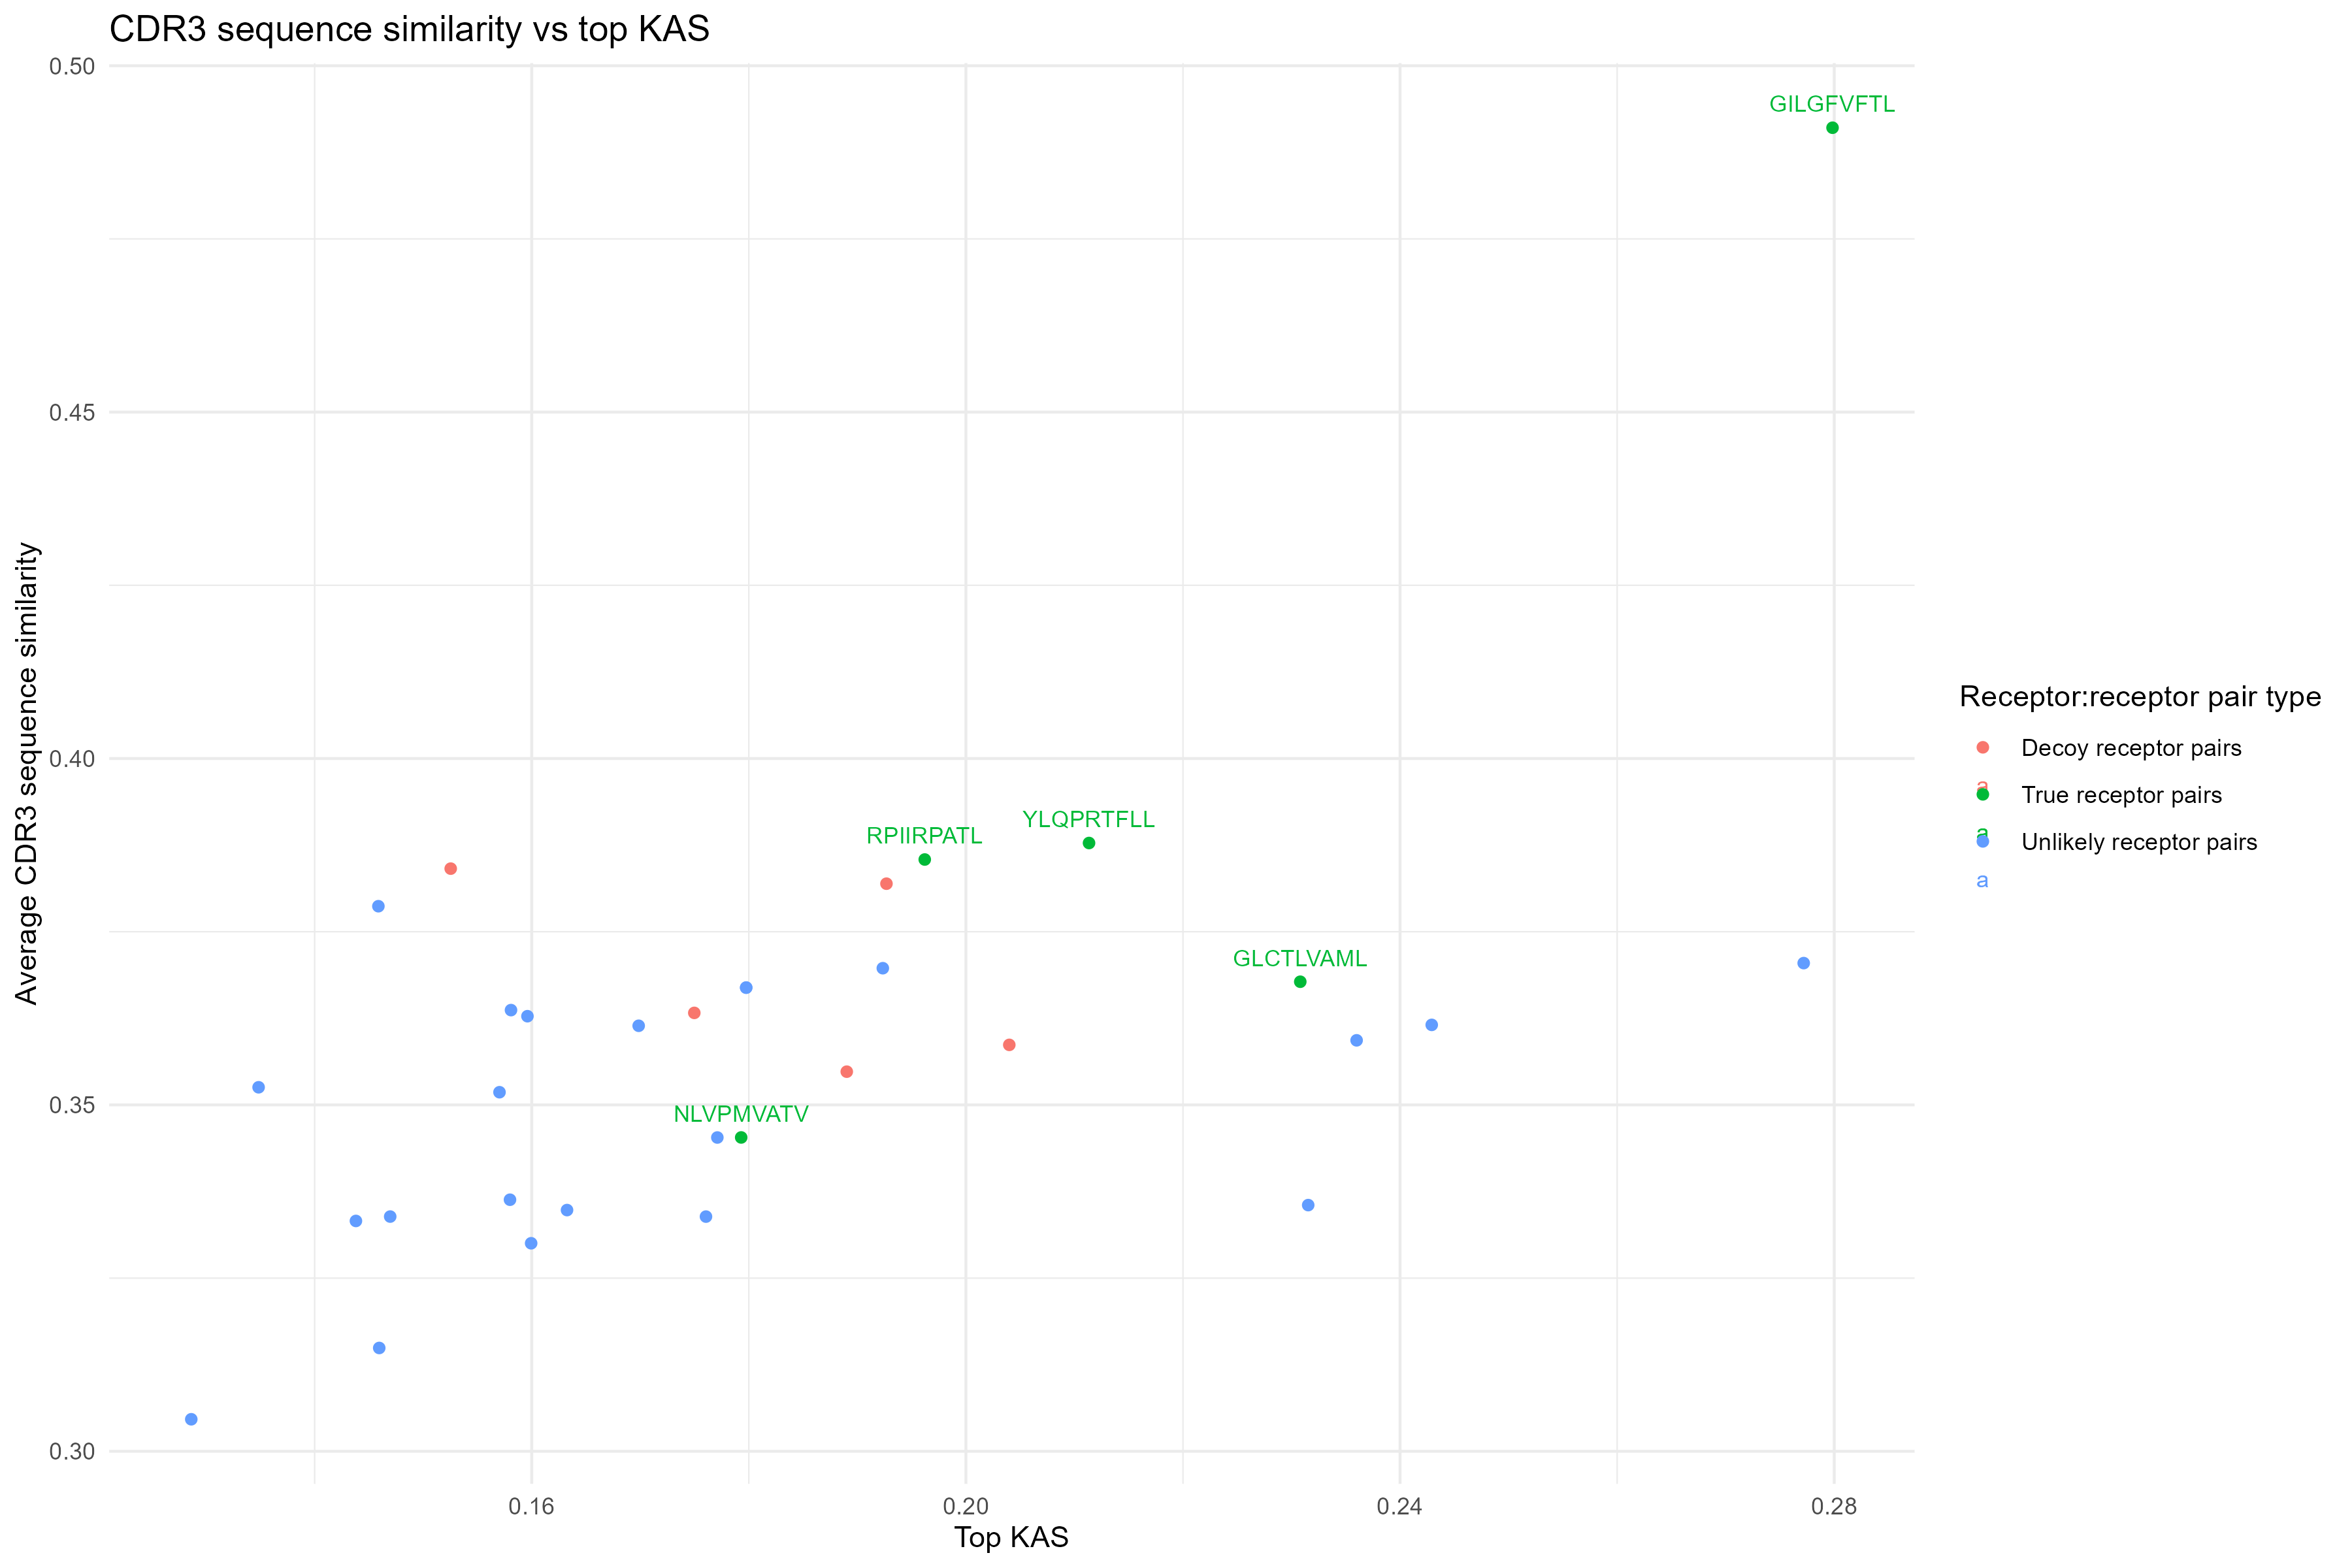 CDR3 sequence similarity vs top KAS
0.50
0.45
0.40
0.35
0.30
Average CDR3 sequence similarity
GILGFVFTL
YLQPRTFLL
RPIIRPATL
GLCTLVAML
NLVPMVATV
0.16
0.20
0.24
0.28
Top KAS
Receptor:receptor pair type
Decoy receptor pairs
a
True receptor pairs
a
Unlikely receptor pairs
a